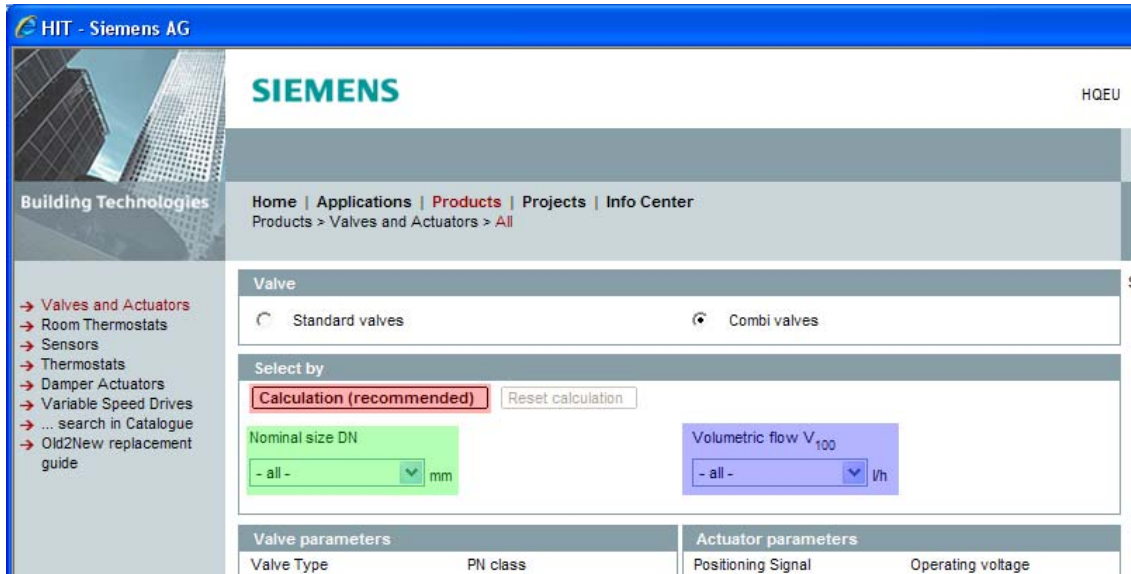 HIT - Siemens AG
SIEMENS
HQEU
Building Technologies
Home | Applications | Products | Projects | Info Center
Products > Valves and Actuators > All
→ Valves and Actuators
→ Room Thermostats
→ Sensors
→ Thermostats
→ Damper Actuators
→ Variable Speed Drives
→ ... search in Catalogue
→ Old2New replacement
guide
Valve
Standard valves
Combi valves
Select by
Calculation (recommended)
Reset calculation
Nominal size DN
- all -
mm
Volumetric flow V100
- all -
l/h
Valve parameters
Valve Type
PN class
Actuator parameters
Positioning Signal
Operating voltage